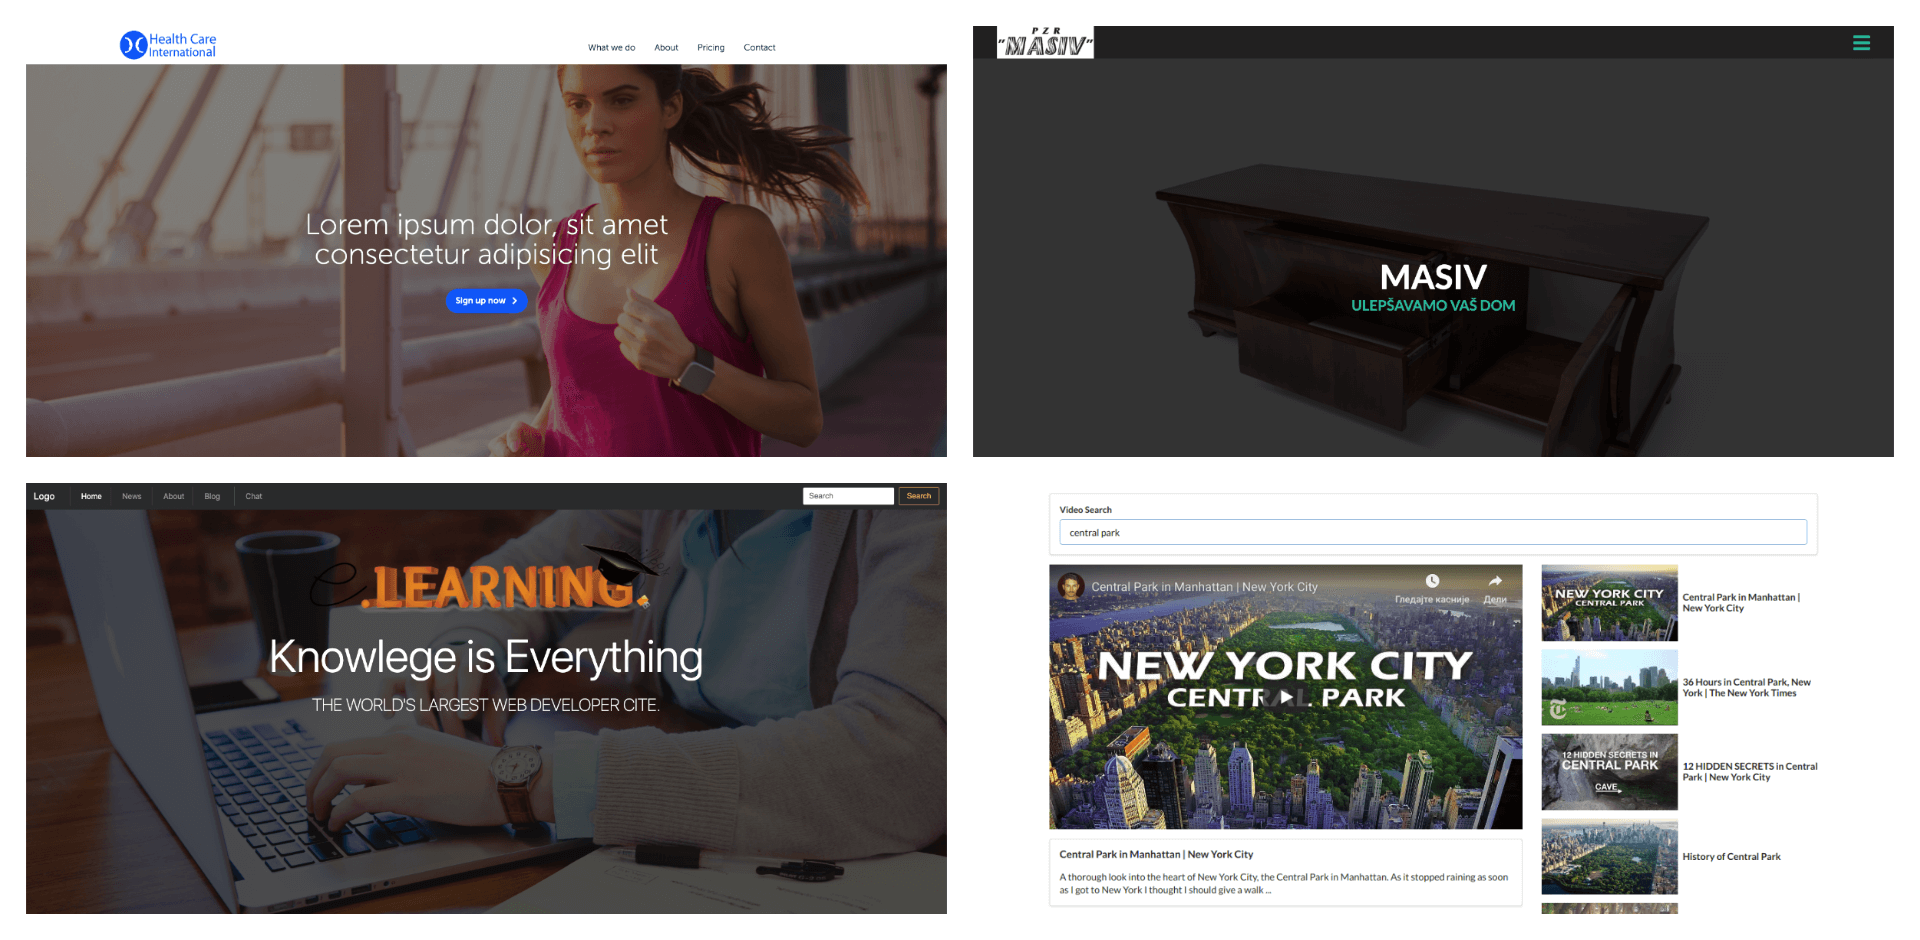 Health Care
International
What we do
About
Pricing
Contact
Lorem ipsum dolor, sit amet
consectetur adipisicing elit
Sign up now
PZR
"MASIV"
MASIV
ULEPŠAVAMO VAŠ DOM
Logo
Home
News
About
Blog
Chat
Search
Search
e.LEARNING.
Knowlege is Everything
THE WORLD'S LARGEST WEB DEVELOPER CITE.
Video Search
central park
Central Park in Manhattan | New York City
Гледајте касније
Дели
NEW YORK CITY
CENTRAL PARK
Central Park in Manhattan | New York City
A thorough look into the heart of New York City, the Central Park in Manhattan. As it stopped raining as soon
as I got to New York I thought I should give a walk ...
NEW YORK CITY
CENTRAL PARK
Central Park in Manhattan |
New York City
36 Hours in Central Park, New
York | The New York Times
12 HIDDEN SECRETS IN
CENTRAL PARK
CAVE
12 HIDDEN SECRETS in Central
Park | New York City
History of Central Park